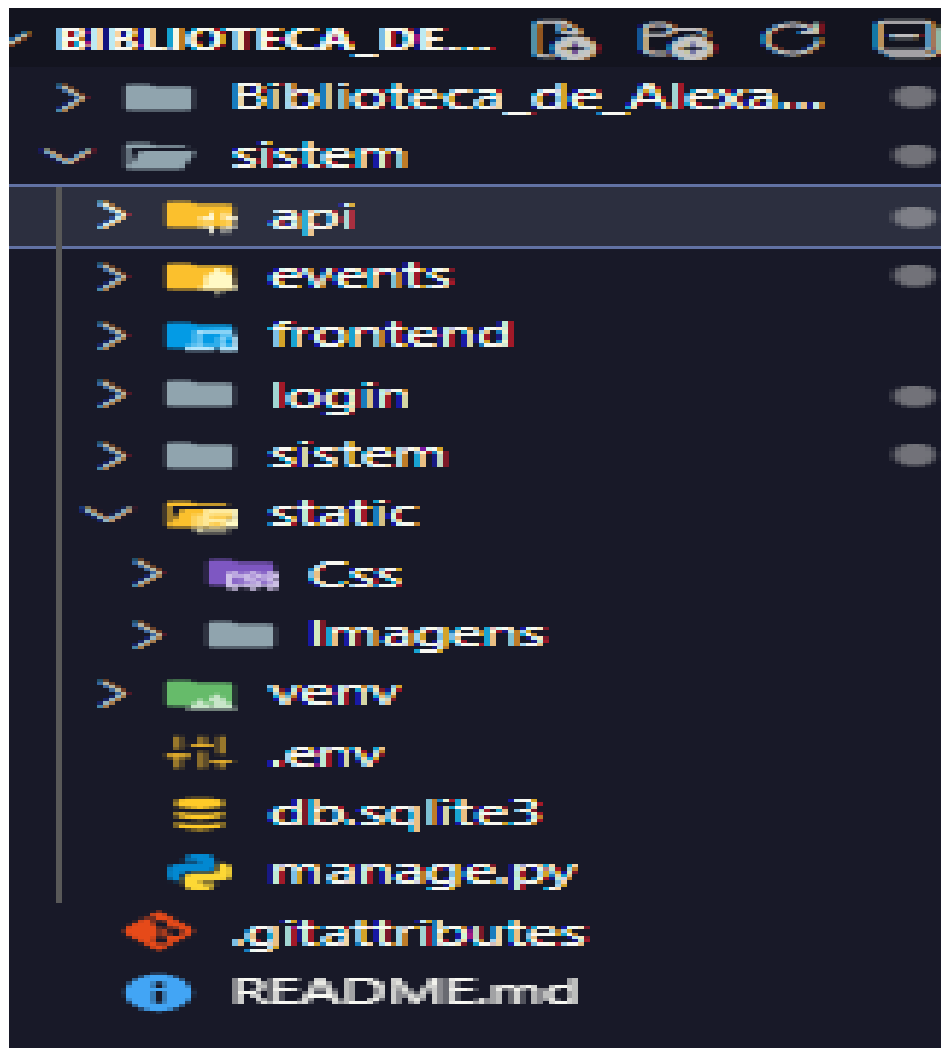 BIBLIOTECA_DE...
Biblioteca_de_Alexa...
sistem
api
events
frontend
login
sistem
static
css Css
Imagens
venv
.env
db.sqlite3
manage.py
.gitattributes
README.md